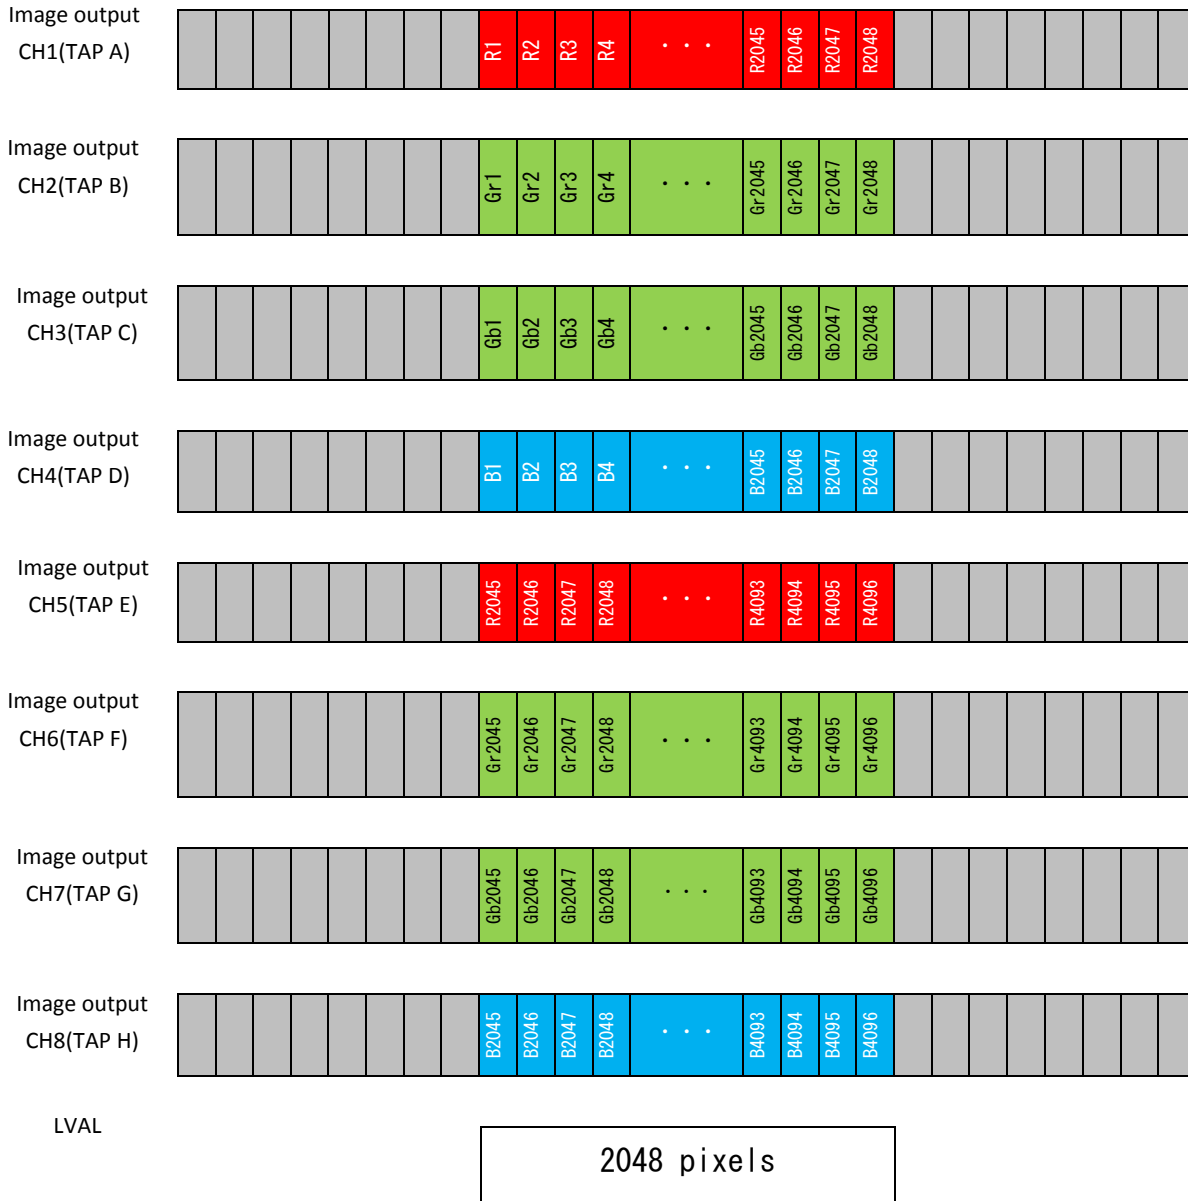 Image output
CH1(TAP A)
R1 R2 R3 R4 ・・・ R2045 R2046 R2047 R2048
Image output
CH2(TAP B)
Gr1 Gr2 Gr3 Gr4 ・・・ Gr2045 Gr2046 Gr2047 Gr2048
Image output
CH3(TAP C)
Gb1 Gb2 Gb3 Gb4 ・・・ Gb2045 Gb2046 Gb2047 Gb2048
Image output
CH4(TAP D)
B1 B2 B3 B4 ・・・ B2045 B2046 B2047 B2048
Image output
CH5(TAP E)
R2045 R2046 R2047 R2048 ・・・ R4093 R4094 R4095 R4096
Image output
CH6(TAP F)
Gr2045 Gr2046 Gr2047 Gr2048 ・・・ Gr4093 Gr4094 Gr4095 Gr4096
Image output
CH7(TAP G)
Gb2045 Gb2046 Gb2047 Gb2048 ・・・ Gb4093 Gb4094 Gb4095 Gb4096
Image output
CH8(TAP H)
B2045 B2046 B2047 B2048 ・・・ B4093 B4094 B4095 B4096
LVAL
2048 pixels